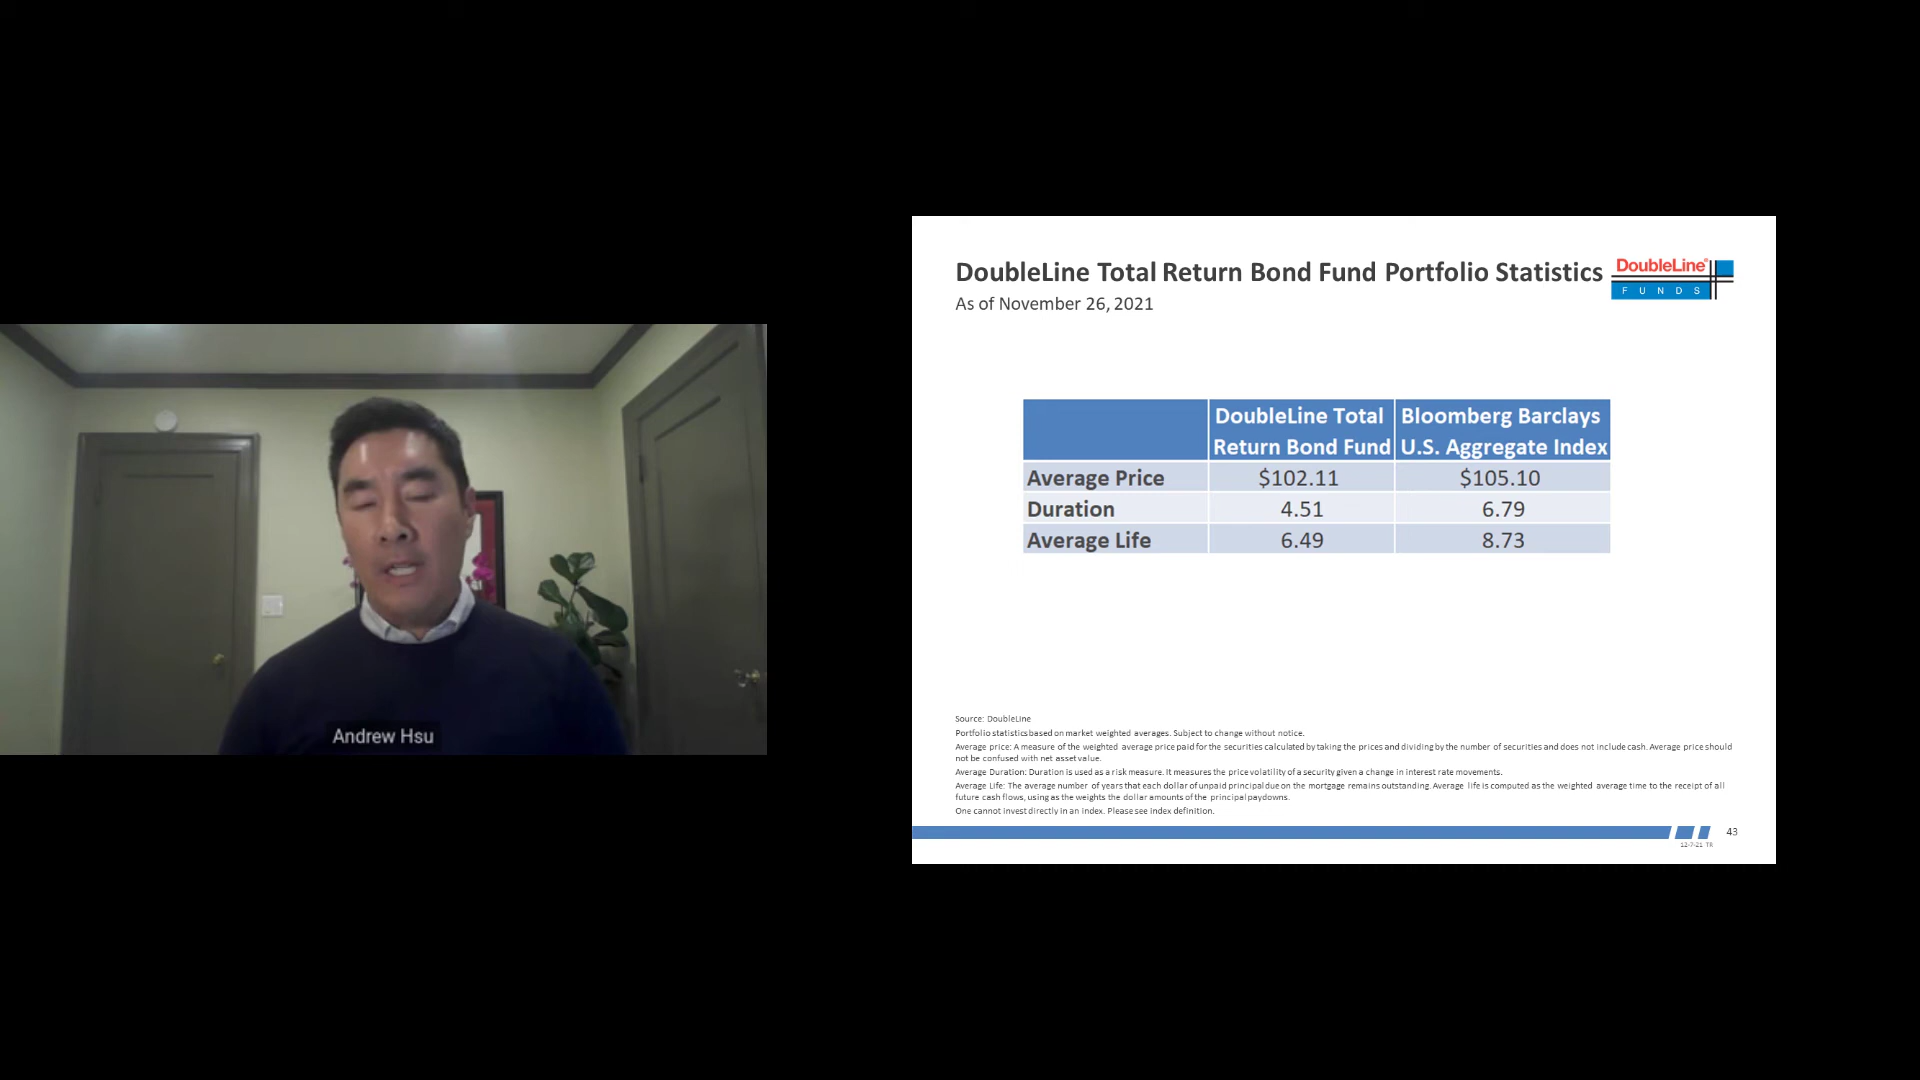 Andrew Hsu
DoubleLine Total Return Bond Fund Portfolio Statistics
As of November 26, 2021
DoubleLine®
FUNDS
DoubleLine Total Return Bond Fund
Bloomberg Barclays U.S. Aggregate Index
Average Price $102.11 $105.10
Duration 4.51 6.79
Average Life 6.49 8.73
Source: DoubleLine
Portfolio statistics based on market weighted averages. Subject to change without notice.
Average price: A measure of the weighted average price paid for the securities calculated by taking the prices and dividing by the number of securities and does not include cash. Average price should
not be confused with net asset value.
Average Duration: Duration is used as a risk measure. It measures the price volatility of a security given a change in interest rate movements.
Average Life: The average number of years that each dollar of unpaid principal due on the mortgage remains outstanding. Average life is computed as the weighted average time to the receipt of all
future cash flows, using as the weights the dollar amounts of the principal paydowns.
One cannot invest directly in an index. Please see index definition.
43
12-7-21 TR